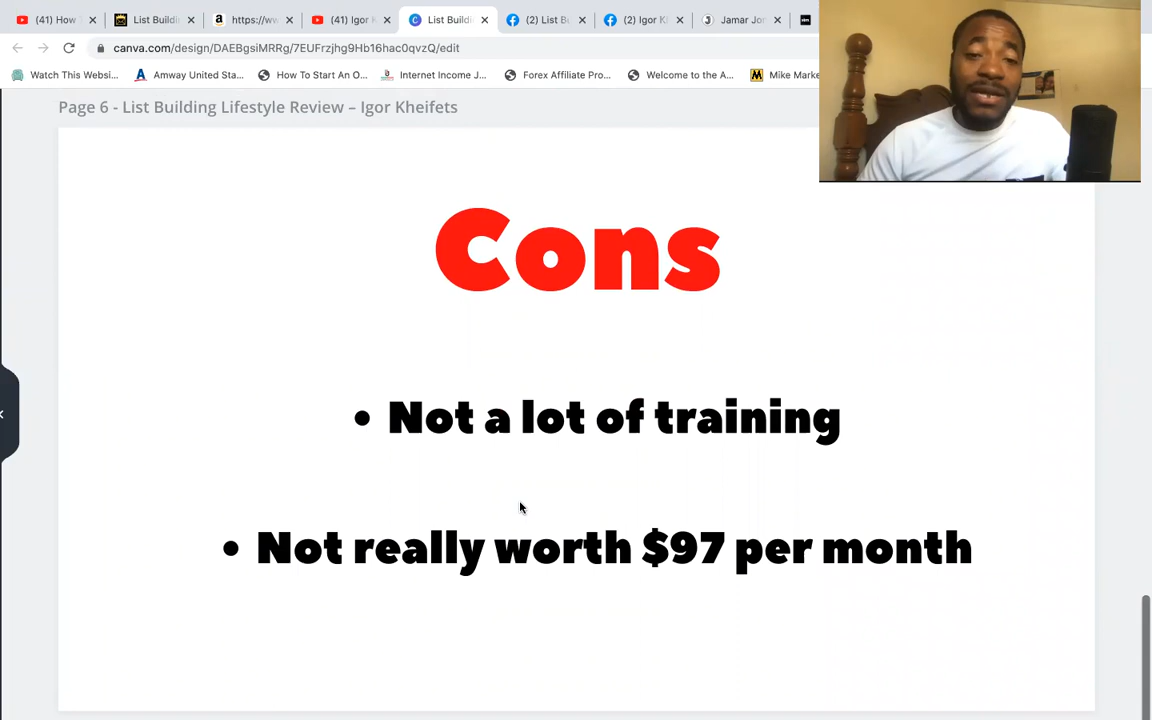 (41) How
List Buildi
https://ww
(41) Igor K
List Buildi
(2) List Bu
(2) Igor Kh
Jamar Jor
canva.com/design/DAEBgsiMRRg/7EUFrzjhg9Hb16hac0qvzQ/edit
Watch This Websi...
Amway United Sta...
How To Start An O...
Internet Income J...
Forex Affiliate Pro...
Welcome to the A...
Mike Marke
Page 6 - List Building Lifestyle Review – Igor Kheifets
Cons
• Not a lot of training
• Not really worth $97 per month